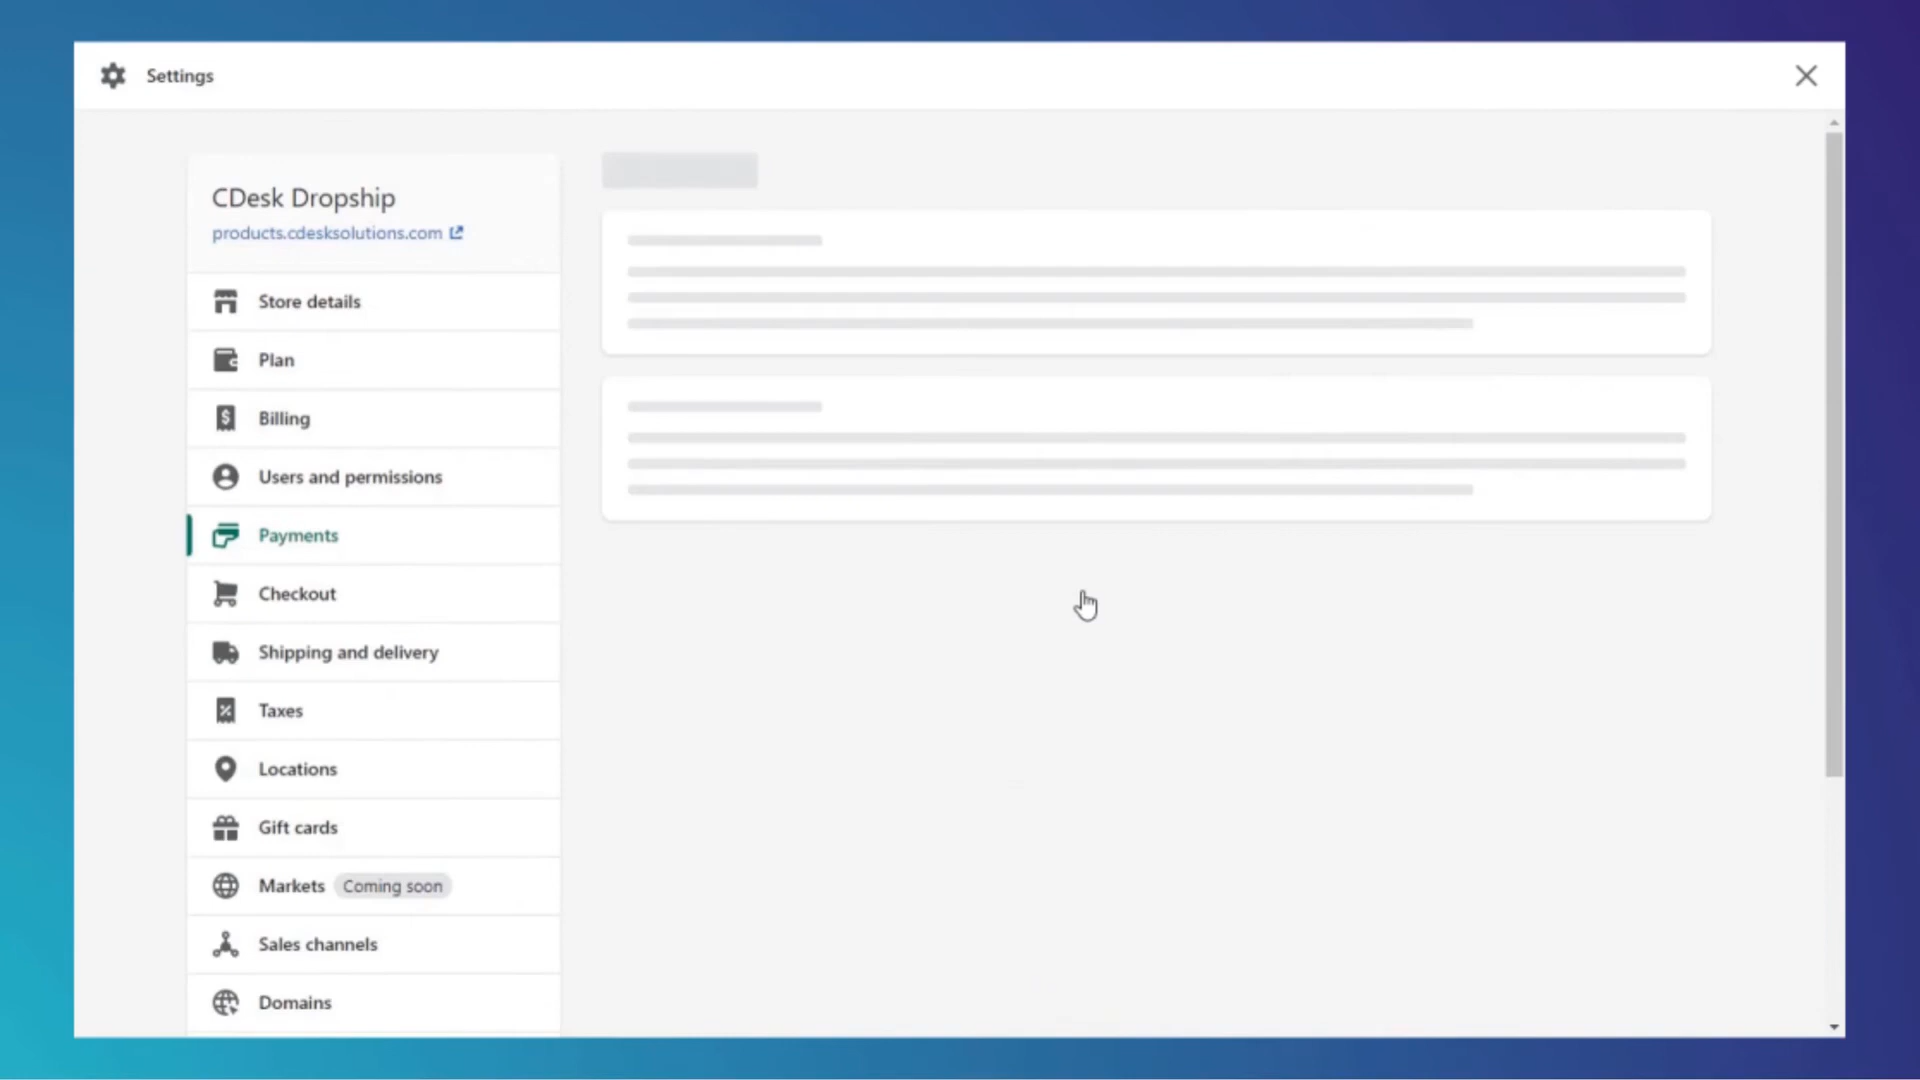 Settings
CDesk Dropship
products.cdesksolutions.com
Store details
Plan
Billing
Users and permissions
Payments
Checkout
Shipping and delivery
Taxes
Locations
Gift cards
Markets Coming soon
Sales channels
Domains